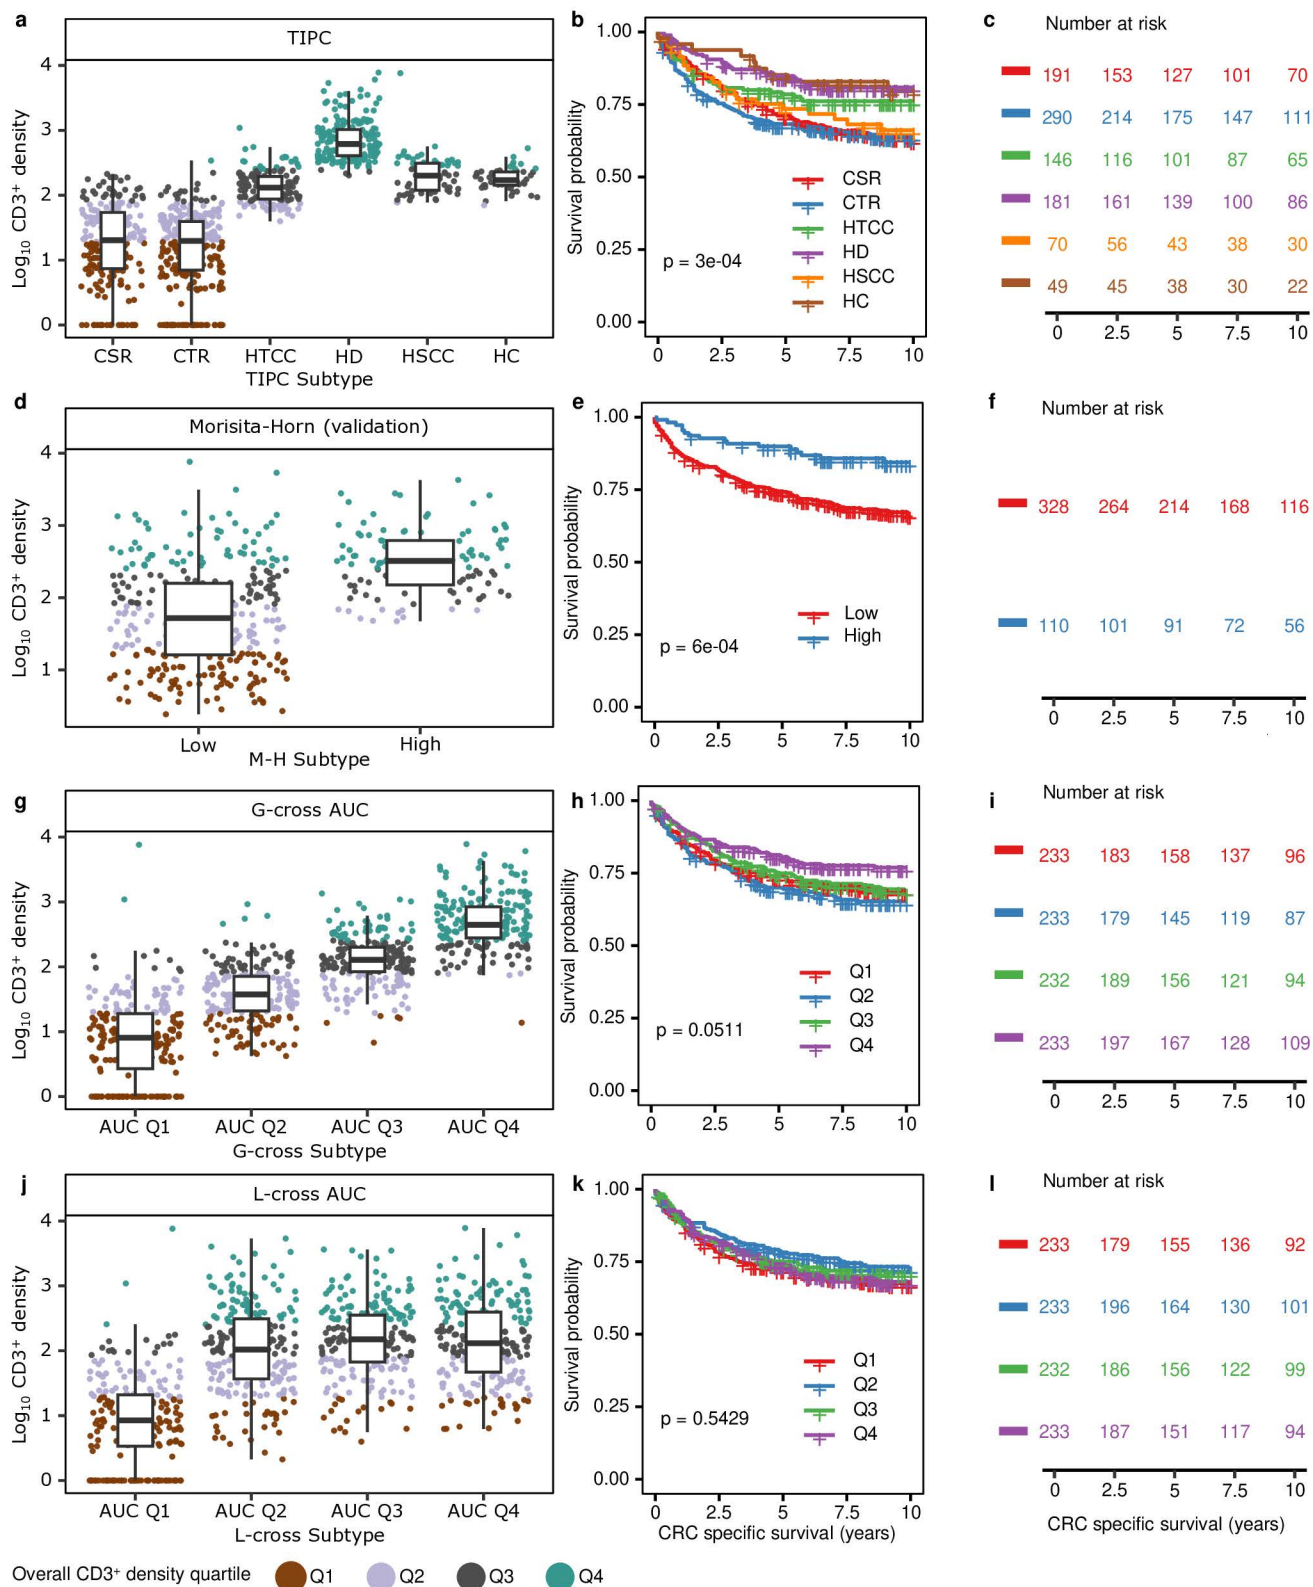 a
TIPC
Log10 CD3+ density
4
3
2
1
0
CSR CTR HTCC HD HSCC HC
TIPC Subtype
b
Survival probability
1.00
0.75
0.50
0.25
0.00
CSR
CTR
HTCC
HD
HSCC
HC
p = 3e-04
0 2.5 5 7.5 10
c
Number at risk
191 153 127 101 70
290 214 175 147 111
146 116 101 87 65
181 161 139 100 86
70 56 43 38 30
49 45 38 30 22
0 2.5 5 7.5 10
d
Morisita-Horn (validation)
Log10 CD3+ density
4
3
2
1
Low High
M-H Subtype
e
Survival probability
1.00
0.75
0.50
0.25
0.00
Low
High
p = 6e-04
0 2.5 5 7.5 10
f
Number at risk
328 264 214 168 116
110 101 91 72 56
0 2.5 5 7.5 10
g
G-cross AUC
Log10 CD3+ density
4
3
2
1
0
AUC Q1 AUC Q2 AUC Q3 AUC Q4
G-cross Subtype
h
Survival probability
1.00
0.75
0.50
0.25
0.00
Q1
Q2
Q3
Q4
p = 0.0511
0 2.5 5 7.5 10
i
Number at risk
233 183 158 137 96
233 179 145 119 87
232 189 156 121 94
233 197 167 128 109
0 2.5 5 7.5 10
j
L-cross AUC
Log10 CD3+ density
4
3
2
1
0
AUC Q1 AUC Q2 AUC Q3 AUC Q4
L-cross Subtype
k
Survival probability
1.00
0.75
0.50
0.25
0.00
Q1
Q2
Q3
Q4
p = 0.5429
0 2.5 5 7.5 10
CRC specific survival (years)
l
Number at risk
233 179 155 136 92
233 196 164 130 101
232 186 156 122 99
233 187 151 117 94
0 2.5 5 7.5 10
CRC specific survival (years)
Overall CD3+ density quartile Q1 Q2 Q3 Q4